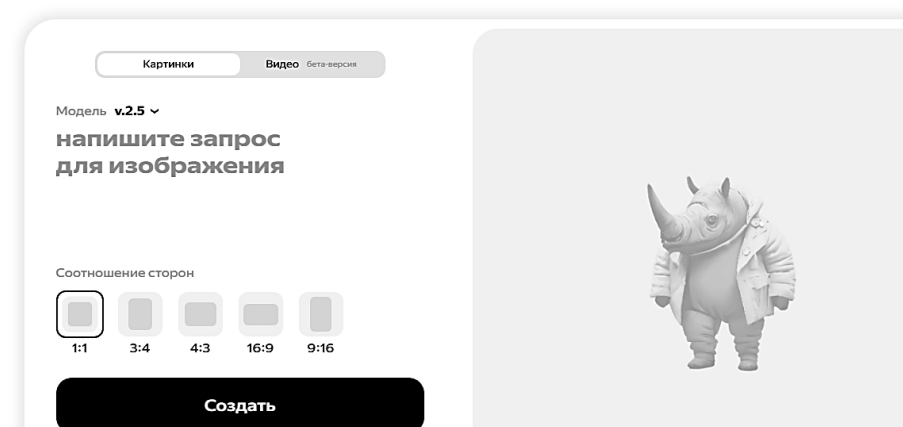 Картинки
Видео бета-версия
Модель v.2.5
напишите запрос
для изображения
Соотношение сторон
1:1 3:4 4:3 16:9 9:16
Создать